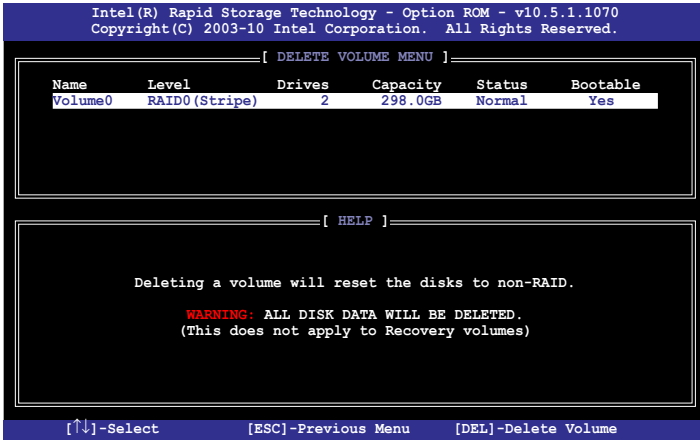 Intel(R) Rapid Storage Technology - Option ROM - v10.5.1.1070
Copyright(C) 2003-10 Intel Corporation. All Rights Reserved.
[ DELETE VOLUME MENU ]
Name Level Drives Capacity Status Bootable
Volume0 RAID0(Stripe) 2 298.0GB Normal Yes
[ HELP ]
Deleting a volume will reset the disks to non-RAID.
WARNING: ALL DISK DATA WILL BE DELETED.
(This does not apply to Recovery volumes)
[↑↓]-Select [ESC]-Previous Menu [DEL]-Delete Volume